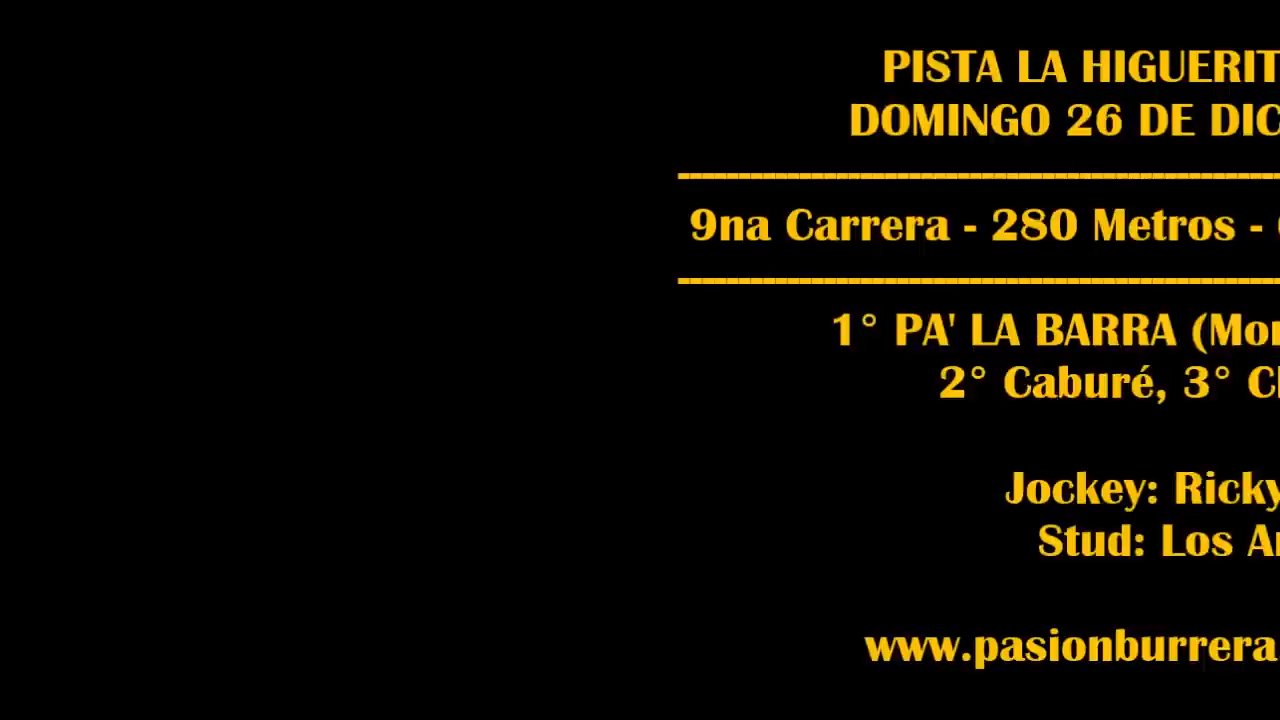 PISTA LA HIGUERIT
DOMINGO 26 DE DIC
9na Carrera - 280 Metros -
1° PA' LA BARRA (Mor
2° Caburé, 3° Cl
Jockey: Ricky
Stud: Los A
www.pasionburrera